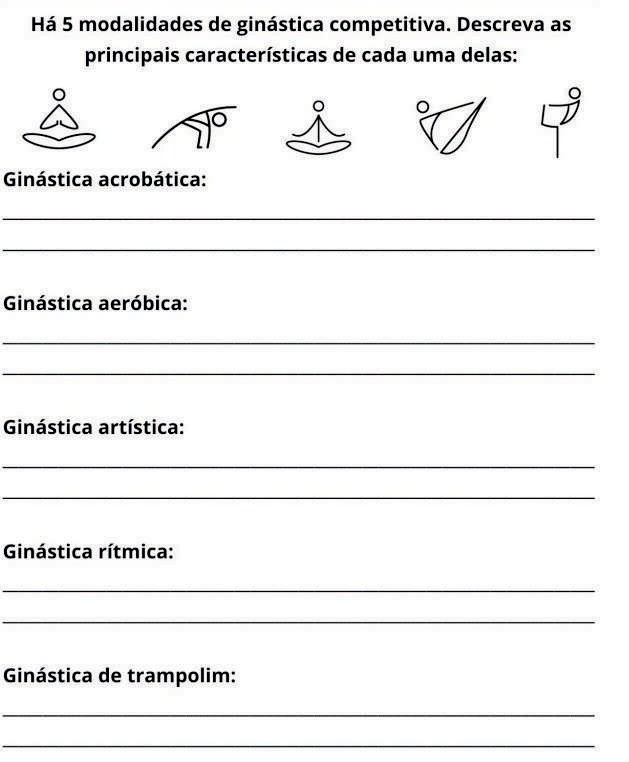 Há 5 modalidades de ginástica competitiva. Descreva as
principais características de cada uma delas:
Ginástica acrobática:
Ginástica aeróbica:
Ginástica artística:
Ginástica rítmica:
Ginástica de trampolim: